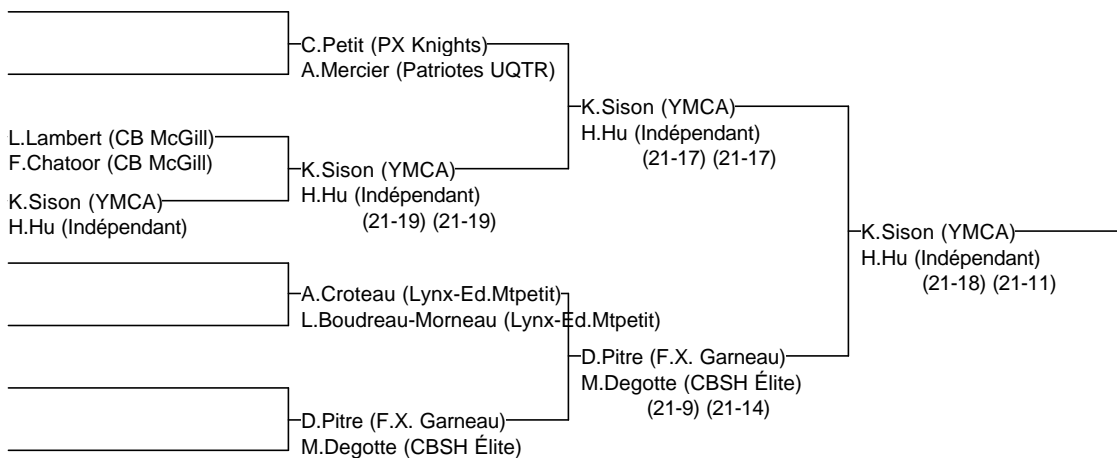 C.Petit (PX Knights)
A.Mercier (Patriotes UQTR)
K.Sison (YMCA)
H.Hu (Indépendant)
(21-17) (21-17)
L.Lambert (CB McGill)
F.Chatoor (CB McGill)
K.Sison (YMCA)
H.Hu (Indépendant)
(21-19) (21-19)
K.Sison (YMCA)
H.Hu (Indépendant)
K.Sison (YMCA)
H.Hu (Indépendant)
(21-18) (21-11)
A.Croteau (Lynx-Ed.Mtpetit)
L.Boudreau-Morneau (Lynx-Ed.Mtpetit)
D.Pitre (F.X. Garneau)
M.Degotte (CBSH Élite)
(21-9) (21-14)
D.Pitre (F.X. Garneau)
M.Degotte (CBSH Élite)